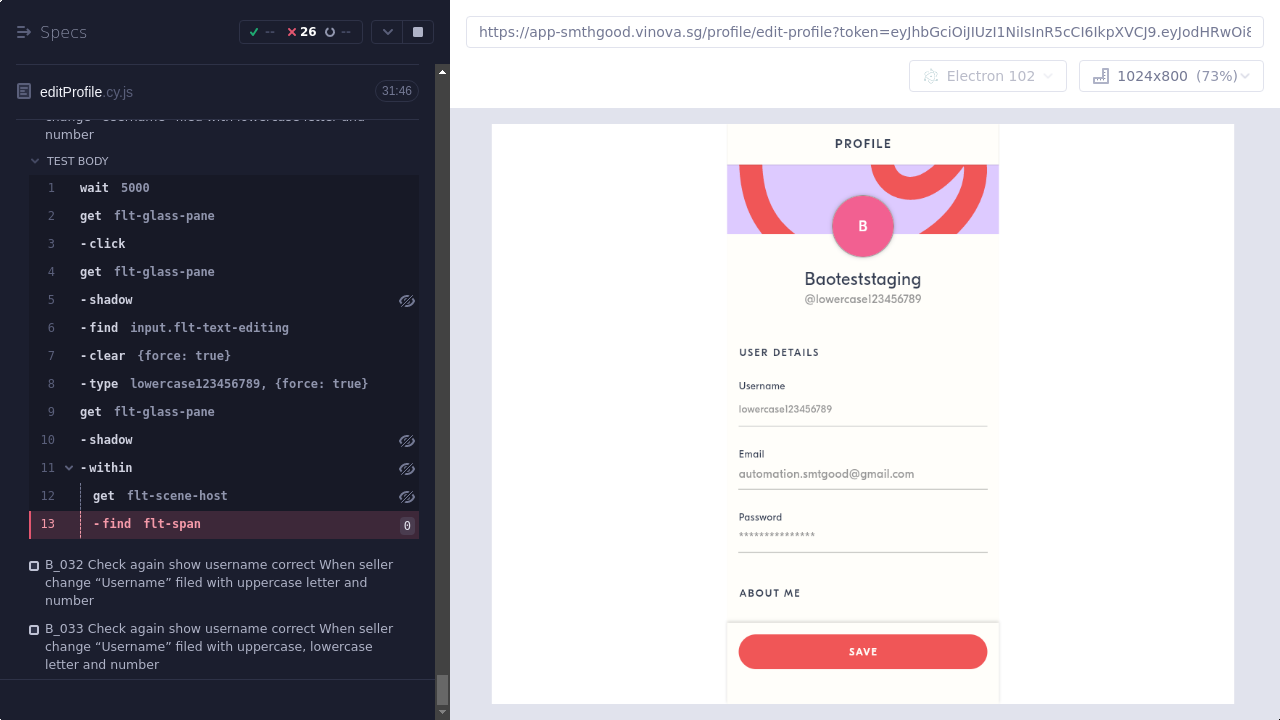 Specs
-- 26 --
editProfile.cy.js 31:46
change “Username” filed with lowercase letter and
number
TEST BODY
1 wait 5000
2 get flt-glass-pane
3 -click
4 get flt-glass-pane
5 -shadow
6 -find input.flt-text-editing
7 -clear {force: true}
8 -type lowercase123456789, {force: true}
9 get flt-glass-pane
10 -shadow
11 -within
12 get flt-scene-host
13 -find flt-span 0
B_032 Check again show username correct When seller
change “Username” filed with uppercase letter and
number
B_033 Check again show username correct When seller
change “Username” filed with uppercase, lowercase
letter and number
https://app-smthgood.vinova.sg/profile/edit-profile?token=eyJhbGciOiJIUzI1NiIsInR5cCI6IkpXVCJ9.eyJodHRwOi8
Electron 102
1024x800 (73%)
PROFILE
B
Baoteststaging
@lowercase123456789
USER DETAILS
Username
lowercase123456789
Email
automation.smtgood@gmail.com
Password
***************
ABOUT ME
SAVE